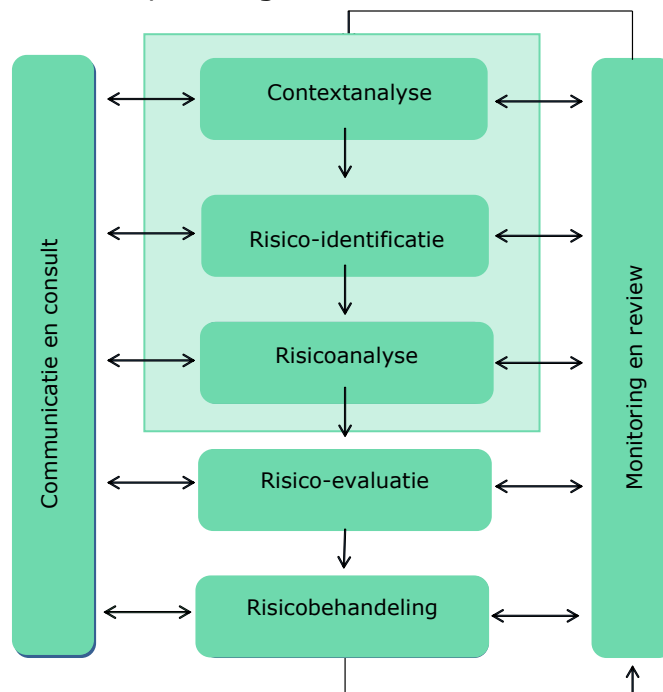 Contextanalyse
Risico-identificatie
Risicoanalyse
Risico-evaluatie
Risicobehandeling
Communicatie en consult
Monitoring en review